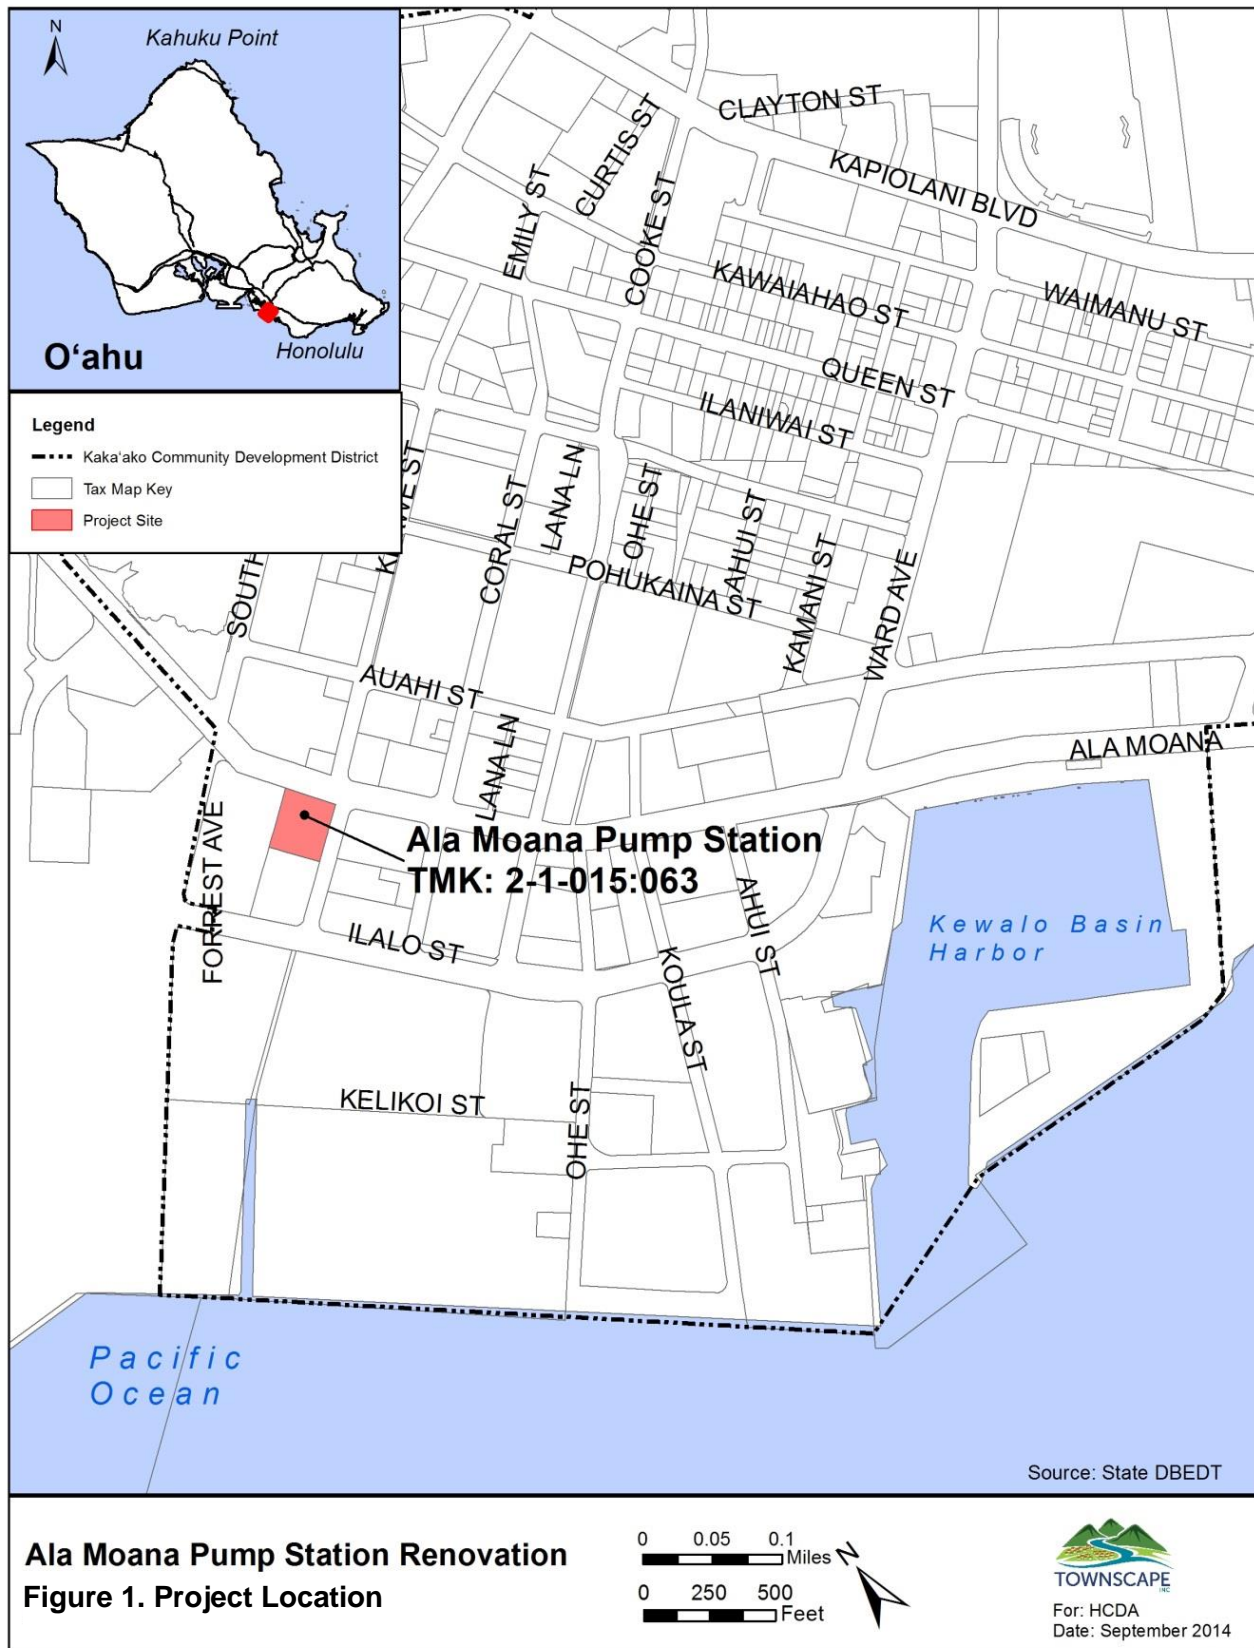 N
Kahuku Point
O‘ahu
Honolulu
Legend
Kaka‘ako Community Development District
Tax Map Key
Project Site
CLAYTON ST
CURTIS ST
KAPIOLANI BLVD
EMILY ST
COOKE ST
KAWAIAHAO ST
WAIMANU ST
QUEEN ST
ILANIWAI ST
LANA LN
OHE ST
CORAL ST
AHUI ST
POHUKAINA ST
KAMANI ST
WARD AVE
SOUTH
AUAHI ST
LANA LN
ALA MOANA
FORREST AVE
Ala Moana Pump Station
TMK: 2-1-015:063
AHUI ST
ILALO ST
KOULA ST
Kewalo Basin
Harbor
KELIKOI ST
OHE ST
Pacific
Ocean
Source: State DBEDT
Ala Moana Pump Station Renovation
Figure 1. Project Location
0 0.05 0.1
Miles
0 250 500
Feet
N
TOWNSCAPE
INC
For: HCDA
Date: September 2014